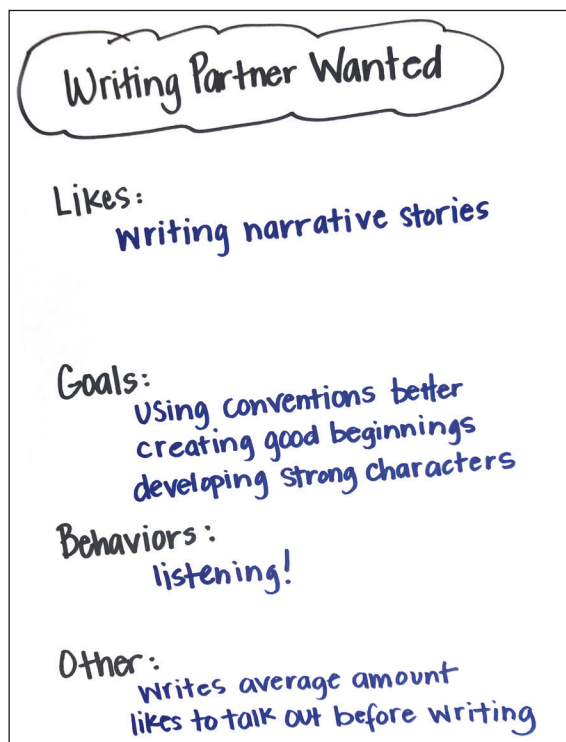 Writing Partner Wanted
Likes:
writing narrative stories
Goals:
using conventions better
creating good beginnings
developing strong characters
Behaviors:
listening!
Other:
writes average amount
likes to talk out before writing